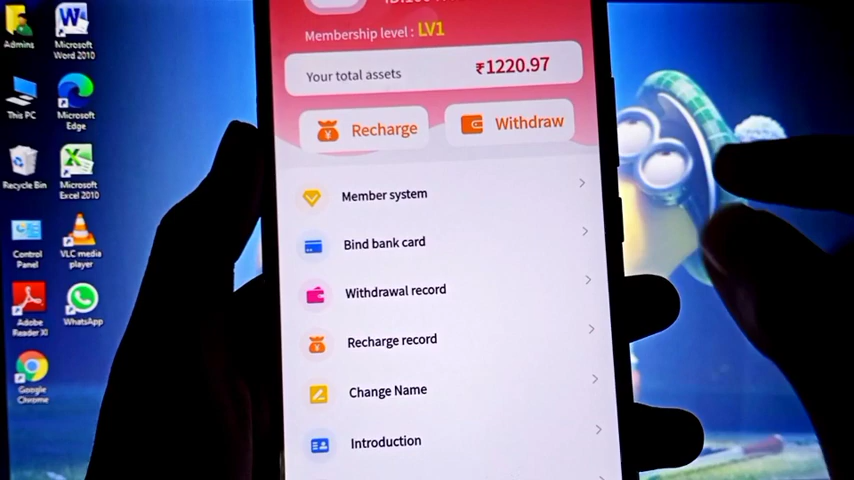 Admins
Microsoft
Word 2010
This PC
Microsoft
Edge
Recycle Bin
Microsoft
Excel 2010
Control
Panel
VLC media
player
Adobe
Reader XI
WhatsApp
Google
Chrome
Membership level : LV1
Your total assets
₹1220.97
Recharge
Withdraw
Member system
Bind bank card
Withdrawal record
Recharge record
Change Name
Introduction